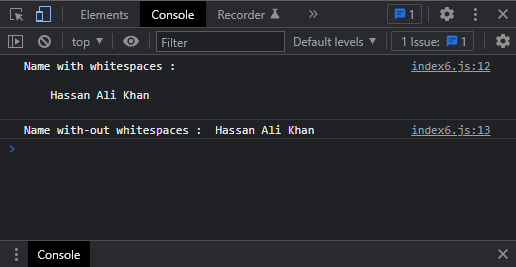 Elements Console Recorder » 1
top ▼ Filter Default levels ▼ 1 Issue: 1
Name with whitespaces : index6.js:12
Hassan Ali Khan
Name with-out whitespaces :  Hassan Ali Khan index6.js:13
>
Console